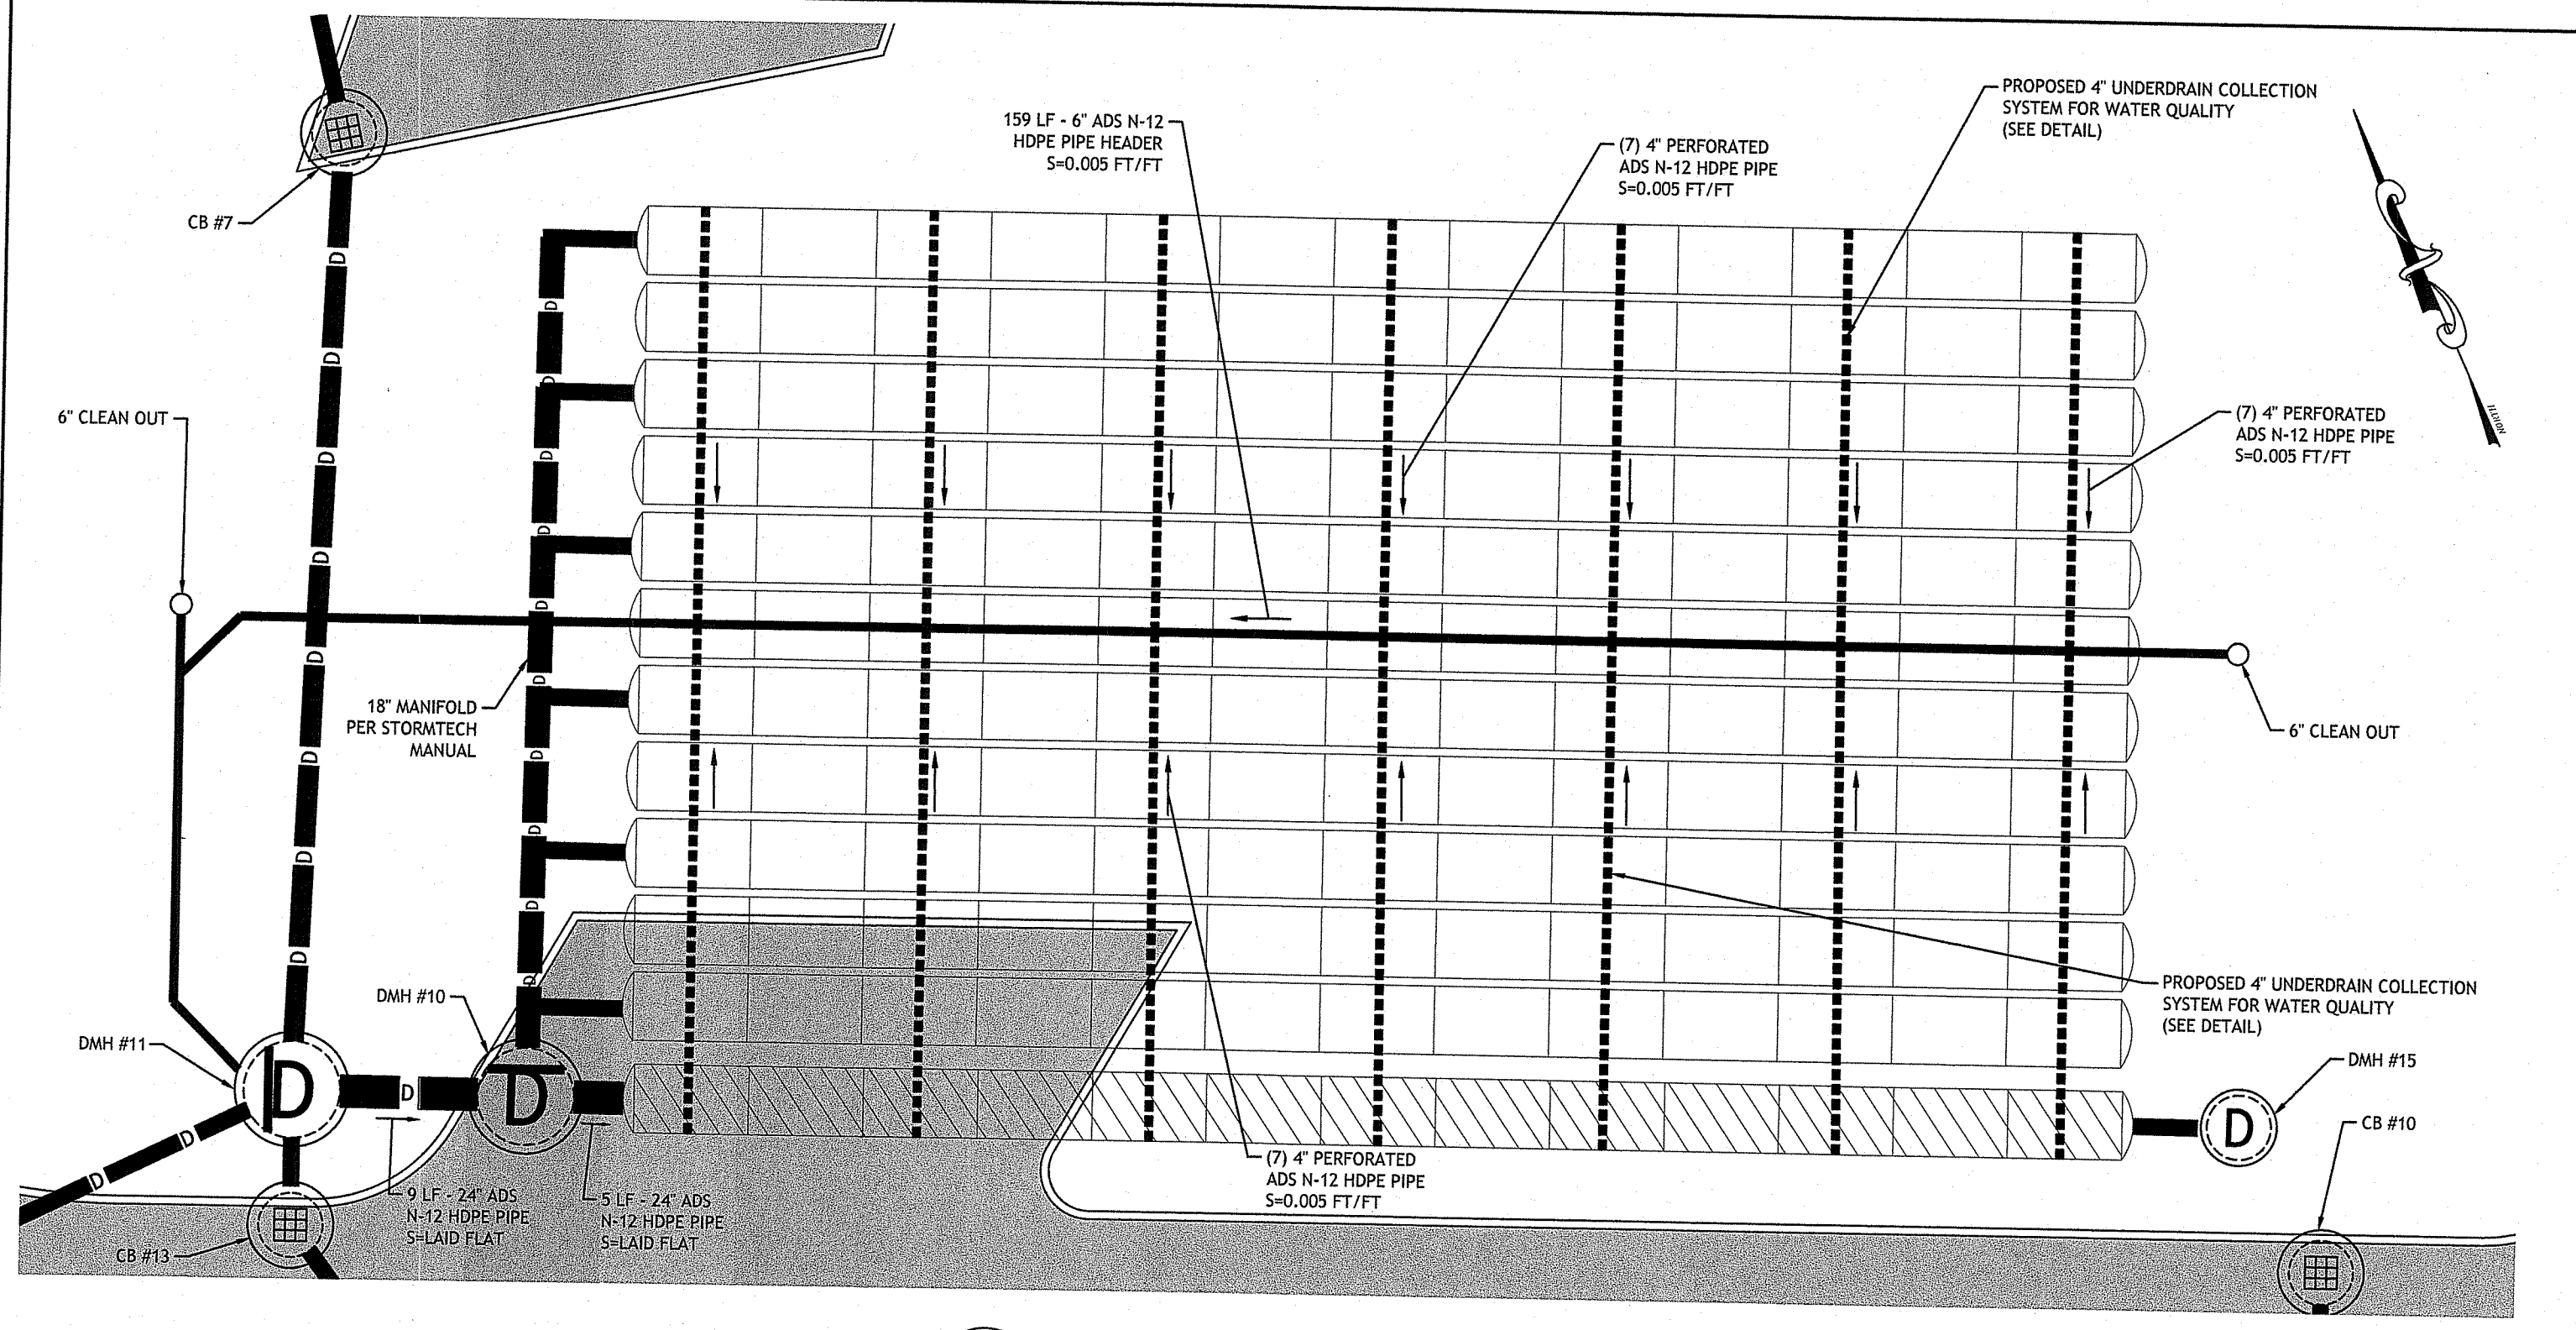 PROPOSED 4" UNDERDRAIN COLLECTION
SYSTEM FOR WATER QUALITY
(SEE DETAIL)
159 LF - 6" ADS N-12
HDPE PIPE HEADER
S=0.005 FT/FT
(7) 4" PERFORATED
ADS N-12 HDPE PIPE
S=0.005 FT/FT
CB #7
NORTH
6" CLEAN OUT
(7) 4" PERFORATED
ADS N-12 HDPE PIPE
S=0.005 FT/FT
18" MANIFOLD
PER STORMTECH
MANUAL
6" CLEAN OUT
DMH #10
DMH #11
PROPOSED 4" UNDERDRAIN COLLECTION
SYSTEM FOR WATER QUALITY
(SEE DETAIL)
DMH #15
CB #10
D
D
D
(7) 4" PERFORATED
ADS N-12 HDPE PIPE
S=0.005 FT/FT
9 LF - 24" ADS
N-12 HDPE PIPE
S=LAID FLAT
5 LF - 24" ADS
N-12 HDPE PIPE
S=LAID FLAT
CB #13